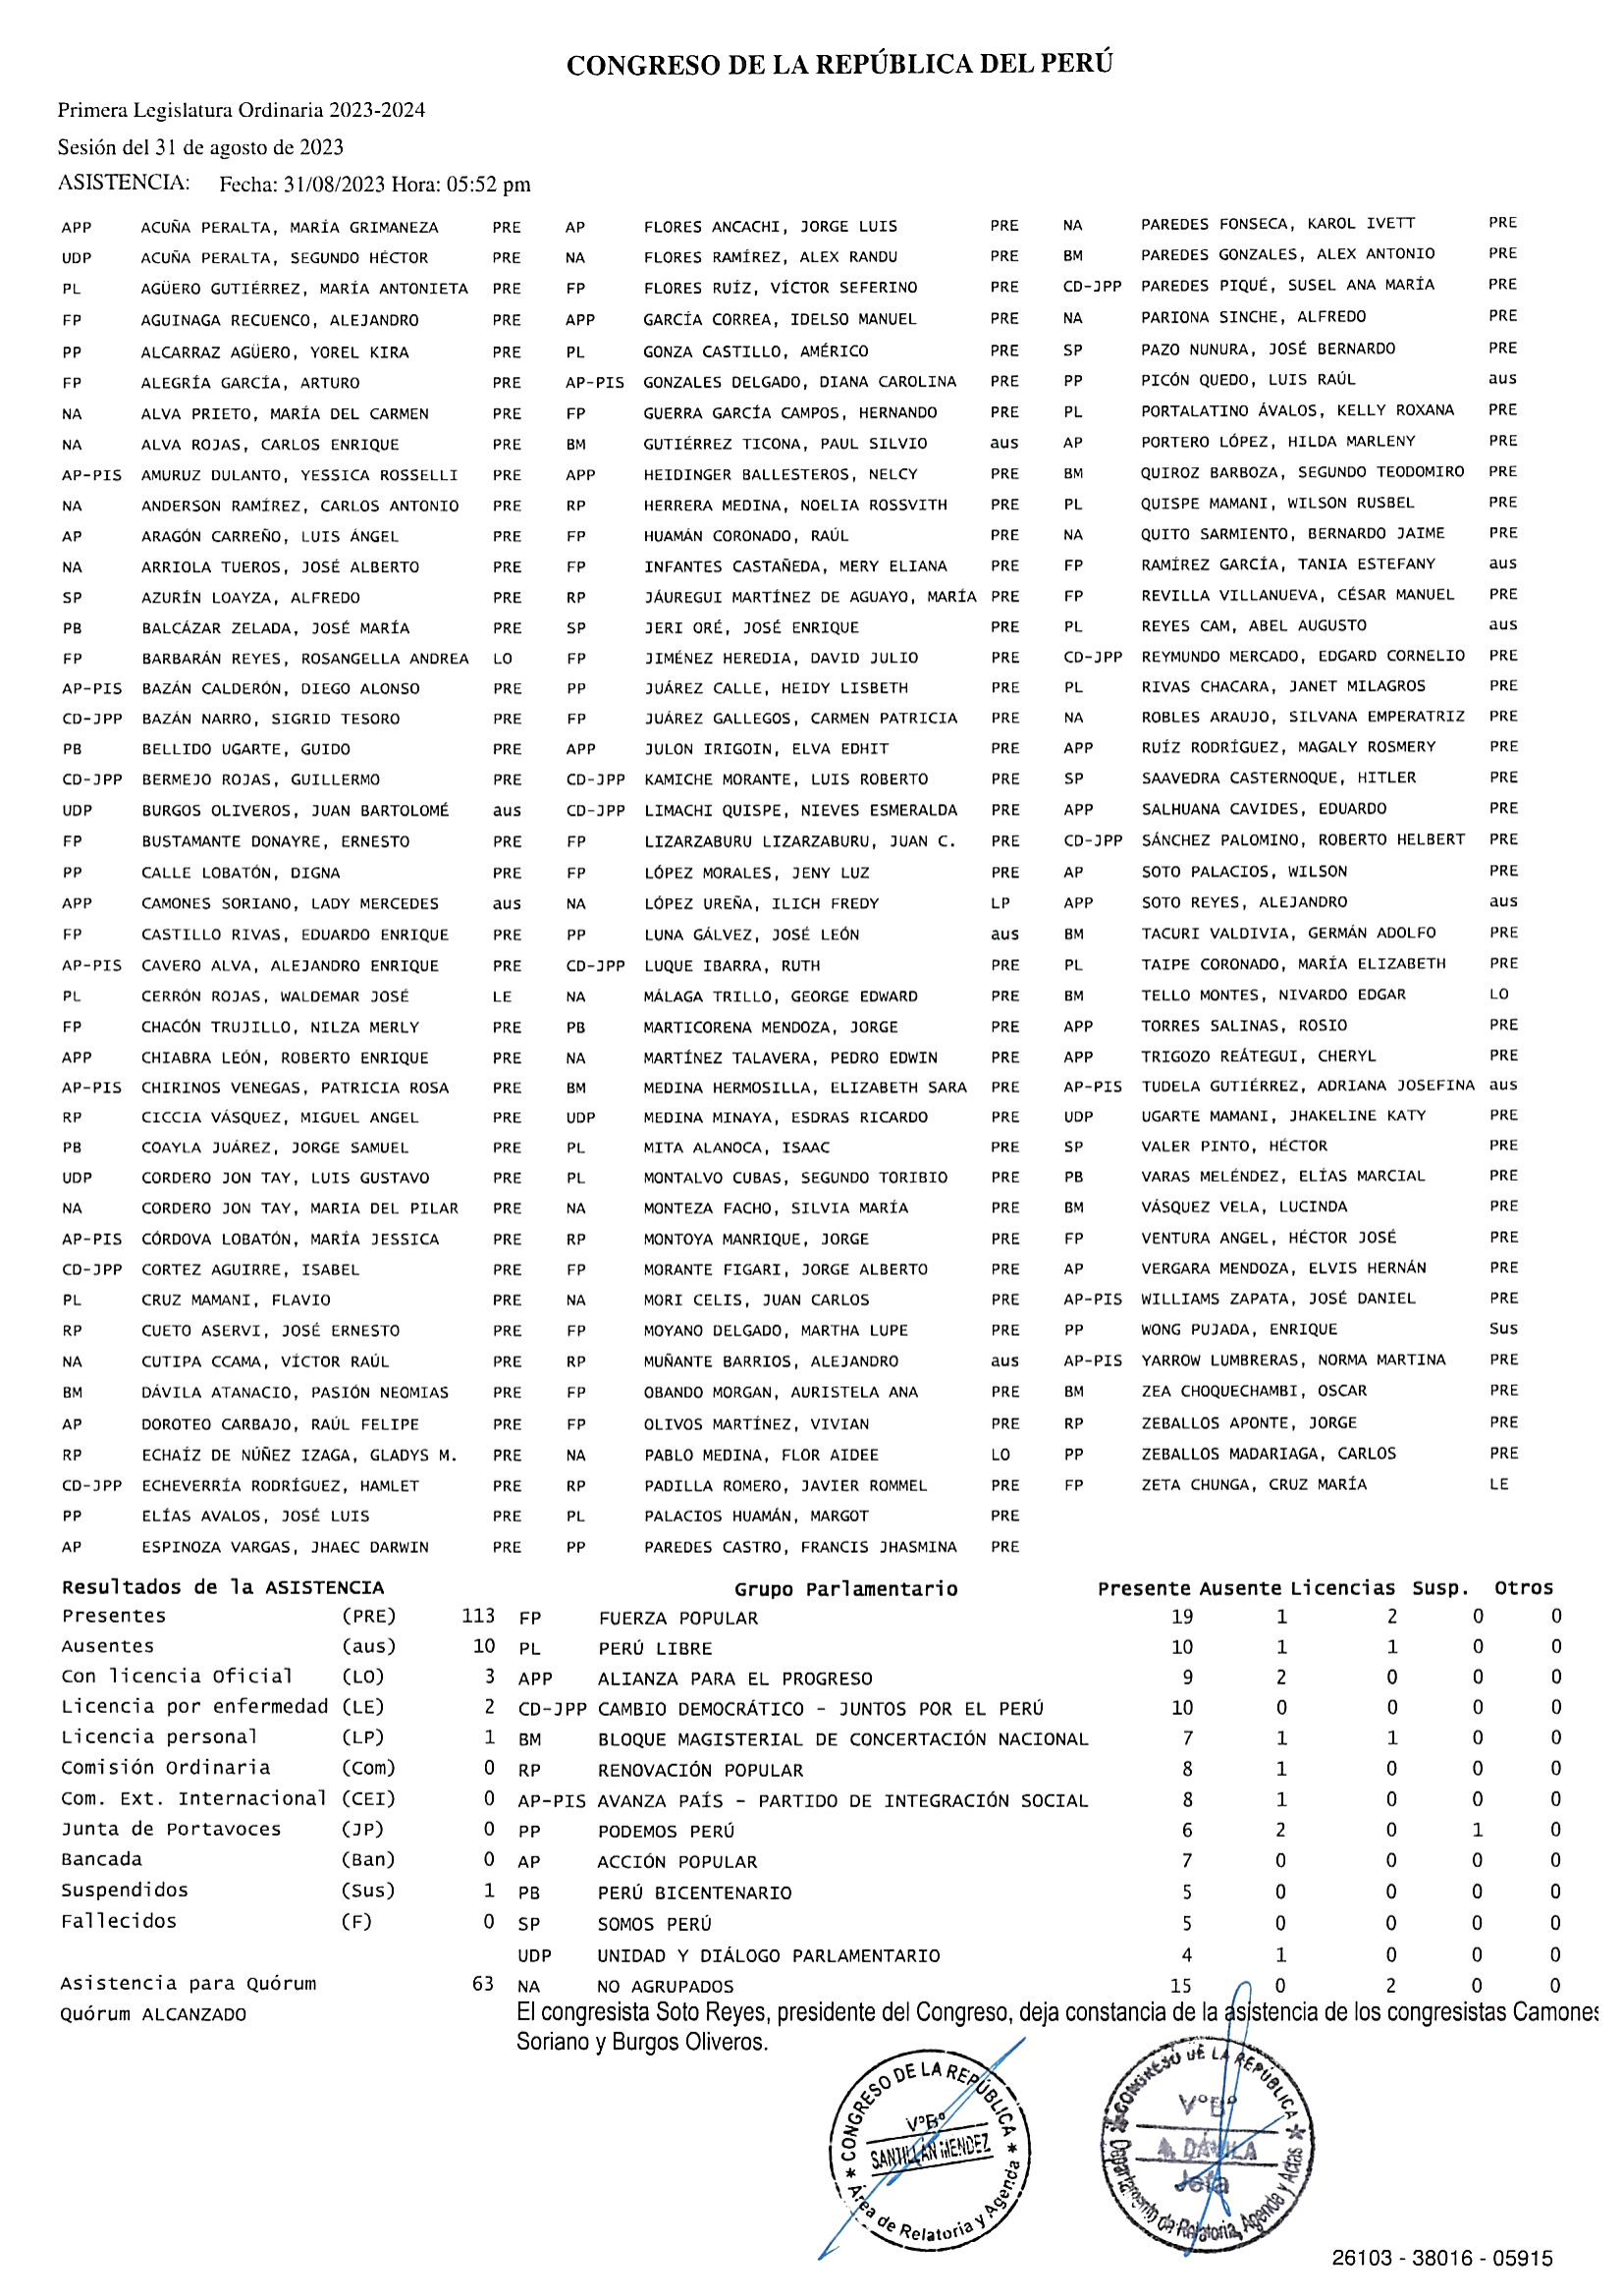 CONGRESO DE LA REPÚBLICA DEL PERÚ
Primera Legislatura Ordinaria 2023-2024
Sesión del 31 de agosto de 2023
ASISTENCIA: Fecha: 31/08/2023 Hora: 05:52 pm
APP ACUÑA PERALTA, MARÍA GRIMANEZA PRE AP FLORES ANCACHI, JORGE LUIS PRE NA PAREDES FONSECA, KAROL IVETT PRE
UDP ACUÑA PERALTA, SEGUNDO HÉCTOR PRE NA FLORES RAMÍREZ, ALEX RANDU PRE BM PAREDES GONZALES, ALEX ANTONIO PRE
PL AGÜERO GUTIÉRREZ, MARÍA ANTONIETA PRE FP FLORES RUÍZ, VÍCTOR SEFERINO PRE CD-JPP PAREDES PIQUÉ, SUSEL ANA MARÍA PRE
FP AGUINAGA RECUENCO, ALEJANDRO PRE APP GARCÍA CORREA, IDELSO MANUEL PRE NA PARIONA SINCHE, ALFREDO PRE
PP ALCARRAZ AGÜERO, YOREL KIRA PRE PL GONZA CASTILLO, AMÉRICO PRE SP PAZO NUNURA, JOSÉ BERNARDO PRE
FP ALEGRÍA GARCÍA, ARTURO PRE AP-PIS GONZALES DELGADO, DIANA CAROLINA PRE PP PICÓN QUEDO, LUIS RAÚL aus
NA ALVA PRIETO, MARÍA DEL CARMEN PRE FP GUERRA GARCÍA CAMPOS, HERNANDO PRE PL PORTALATINO ÁVALOS, KELLY ROXANA PRE
NA ALVA ROJAS, CARLOS ENRIQUE PRE BM GUTIÉRREZ TICONA, PAUL SILVIO aus AP PORTERO LÓPEZ, HILDA MARLENY PRE
AP-PIS AMURUZ DULANTO, YESSICA ROSSELLI PRE APP HEIDINGER BALLESTEROS, NELCY PRE BM QUIROZ BARBOZA, SEGUNDO TEODOMIRO PRE
NA ANDERSON RAMÍREZ, CARLOS ANTONIO PRE RP HERRERA MEDINA, NOELIA ROSSVITH PRE PL QUISPE MAMANI, WILSON RUSBEL PRE
AP ARAGÓN CARREÑO, LUIS ÁNGEL PRE FP HUAMÁN CORONADO, RAÚL PRE NA QUITO SARMIENTO, BERNARDO JAIME PRE
NA ARRIOLA TUEROS, JOSÉ ALBERTO PRE FP INFANTES CASTAÑEDA, MERY ELIANA PRE FP RAMÍREZ GARCÍA, TANIA ESTEFANY aus
SP AZURÍN LOAYZA, ALFREDO PRE RP JÁUREGUI MARTÍNEZ DE AGUAYO, MARÍA PRE FP REVILLA VILLANUEVA, CÉSAR MANUEL PRE
PB BALCÁZAR ZELADA, JOSÉ MARÍA PRE SP JERI ORÉ, JOSÉ ENRIQUE PRE PL REYES CAM, ABEL AUGUSTO aus
FP BARBARÁN REYES, ROSANGELLA ANDREA LO FP JIMÉNEZ HEREDIA, DAVID JULIO PRE CD-JPP REYMUNDO MERCADO, EDGARD CORNELIO PRE
AP-PIS BAZÁN CALDERÓN, DIEGO ALONSO PRE PP JUÁREZ CALLE, HEIDY LISBETH PRE PL RIVAS CHACARA, JANET MILAGROS PRE
CD-JPP BAZÁN NARRO, SIGRID TESORO PRE FP JUÁREZ GALLEGOS, CARMEN PATRICIA PRE NA ROBLES ARAUJO, SILVANA EMPERATRIZ PRE
PB BELLIDO UGARTE, GUIDO PRE APP JULON IRIGOIN, ELVA EDHIT PRE APP RUÍZ RODRÍGUEZ, MAGALY ROSMERY PRE
CD-JPP BERMEJO ROJAS, GUILLERMO PRE CD-JPP KAMICHE MORANTE, LUIS ROBERTO PRE SP SAAVEDRA CASTERNOQUE, HITLER PRE
UDP BURGOS OLIVEROS, JUAN BARTOLOMÉ aus CD-JPP LIMACHI QUISPE, NIEVES ESMERALDA PRE APP SALHUANA CAVIDES, EDUARDO PRE
FP BUSTAMANTE DONAYRE, ERNESTO PRE FP LIZARZABURU LIZARZABURU, JUAN C. PRE CD-JPP SÁNCHEZ PALOMINO, ROBERTO HELBERT PRE
PP CALLE LOBATÓN, DIGNA PRE FP LÓPEZ MORALES, JENY LUZ PRE AP SOTO PALACIOS, WILSON PRE
APP CAMONES SORIANO, LADY MERCEDES aus NA LÓPEZ UREÑA, ILICH FREDY LP APP SOTO REYES, ALEJANDRO aus
FP CASTILLO RIVAS, EDUARDO ENRIQUE PRE PP LUNA GÁLVEZ, JOSÉ LEÓN aus BM TACURI VALDIVIA, GERMÁN ADOLFO PRE
AP-PIS CAVERO ALVA, ALEJANDRO ENRIQUE PRE CD-JPP LUQUE IBARRA, RUTH PRE PL TAIPE CORONADO, MARÍA ELIZABETH PRE
PL CERRÓN ROJAS, WALDEMAR JOSÉ LE NA MÁLAGA TRILLO, GEORGE EDWARD PRE BM TELLO MONTES, NIVARDO EDGAR LO
FP CHACÓN TRUJILLO, NILZA MERLY PRE PB MARTICORENA MENDOZA, JORGE PRE APP TORRES SALINAS, ROSIO PRE
APP CHIABRA LEÓN, ROBERTO ENRIQUE PRE NA MARTÍNEZ TALAVERA, PEDRO EDWIN PRE APP TRIGOZO REÁTEGUI, CHERYL PRE
AP-PIS CHIRINOS VENEGAS, PATRICIA ROSA PRE BM MEDINA HERMOSILLA, ELIZABETH SARA PRE AP-PIS TUDELA GUTIÉRREZ, ADRIANA JOSEFINA aus
RP CICCIA VÁSQUEZ, MIGUEL ANGEL PRE UDP MEDINA MINAYA, ESDRAS RICARDO PRE UDP UGARTE MAMANI, JHAKELINE KATY PRE
PB COAYLA JUÁREZ, JORGE SAMUEL PRE PL MITA ALANOCA, ISAAC PRE SP VALER PINTO, HÉCTOR PRE
UDP CORDERO JON TAY, LUIS GUSTAVO PRE PL MONTALVO CUBAS, SEGUNDO TORIBIO PRE PB VARAS MELÉNDEZ, ELÍAS MARCIAL PRE
NA CORDERO JON TAY, MARIA DEL PILAR PRE NA MONTEZA FACHO, SILVIA MARÍA PRE BM VÁSQUEZ VELA, LUCINDA PRE
AP-PIS CÓRDOVA LOBATÓN, MARÍA JESSICA PRE RP MONTOYA MANRIQUE, JORGE PRE FP VENTURA ANGEL, HÉCTOR JOSÉ PRE
CD-JPP CORTEZ AGUIRRE, ISABEL PRE FP MORANTE FIGARI, JORGE ALBERTO PRE AP VERGARA MENDOZA, ELVIS HERNÁN PRE
PL CRUZ MAMANI, FLAVIO PRE NA MORI CELIS, JUAN CARLOS PRE AP-PIS WILLIAMS ZAPATA, JOSÉ DANIEL PRE
RP CUETO ASERVI, JOSÉ ERNESTO PRE FP MOYANO DELGADO, MARTHA LUPE PRE PP WONG PUJADA, ENRIQUE Sus
NA CUTIPA CCAMA, VÍCTOR RAÚL PRE RP MUÑANTE BARRIOS, ALEJANDRO aus AP-PIS YARROW LUMBRERAS, NORMA MARTINA PRE
BM DÁVILA ATANACIO, PASIÓN NEOMIAS PRE FP OBANDO MORGAN, AURISTELA ANA PRE BM ZEA CHOQUECHAMBI, OSCAR PRE
AP DOROTEO CARBAJO, RAÚL FELIPE PRE FP OLIVOS MARTÍNEZ, VIVIAN PRE RP ZEBALLOS APONTE, JORGE PRE
RP ECHAÍZ DE NÚÑEZ IZAGA, GLADYS M. PRE NA PABLO MEDINA, FLOR AIDEE LO PP ZEBALLOS MADARIAGA, CARLOS PRE
CD-JPP ECHEVERRÍA RODRÍGUEZ, HAMLET PRE RP PADILLA ROMERO, JAVIER ROMMEL PRE FP ZETA CHUNGA, CRUZ MARÍA LE
PP ELÍAS AVALOS, JOSÉ LUIS PRE PL PALACIOS HUAMÁN, MARGOT PRE
AP ESPINOZA VARGAS, JHAEC DARWIN PRE PP PAREDES CASTRO, FRANCIS JHASMINA PRE
Resultados de la ASISTENCIA Grupo Parlamentario Presente Ausente Licencias Susp. Otros
Presentes (PRE) 113 FP FUERZA POPULAR 19 1 2 0 0
Ausentes (aus) 10 PL PERÚ LIBRE 10 1 1 0 0
Con licencia Oficial (LO) 3 APP ALIANZA PARA EL PROGRESO 9 2 0 0 0
Licencia por enfermedad (LE) 2 CD-JPP CAMBIO DEMOCRÁTICO - JUNTOS POR EL PERÚ 10 0 0 0 0
Licencia personal (LP) 1 BM BLOQUE MAGISTERIAL DE CONCERTACIÓN NACIONAL 7 1 1 0 0
Comisión Ordinaria (Com) 0 RP RENOVACIÓN POPULAR 8 1 0 0 0
Com. Ext. Internacional (CEI) 0 AP-PIS AVANZA PAÍS - PARTIDO DE INTEGRACIÓN SOCIAL 8 1 0 0 0
Junta de Portavoces (JP) 0 PP PODEMOS PERÚ 6 2 0 1 0
Bancada (Ban) 0 AP ACCIÓN POPULAR 7 0 0 0 0
Suspendidos (Sus) 1 PB PERÚ BICENTENARIO 5 0 0 0 0
Fallecidos (F) 0 SP SOMOS PERÚ 5 0 0 0 0
UDP UNIDAD Y DIÁLOGO PARLAMENTARIO 4 1 0 0 0
Asistencia para Quórum 63 NA NO AGRUPADOS 15 0 2 0 0
Quórum ALCANZADO
El congresista Soto Reyes, presidente del Congreso, deja constancia de la asistencia de los congresistas Camones
Soriano y Burgos Oliveros.
CONGRESO DE LA REPÚBLICA
VºBº
SANTILLÁN MENDEZ
Área de Relatoría y Agenda
CONGRESO DE LA REPÚBLICA
VºBº
A. DÁVILA
Jefa
Departamento de Relatoría, Agenda y Actas
26103 - 38016 - 05915